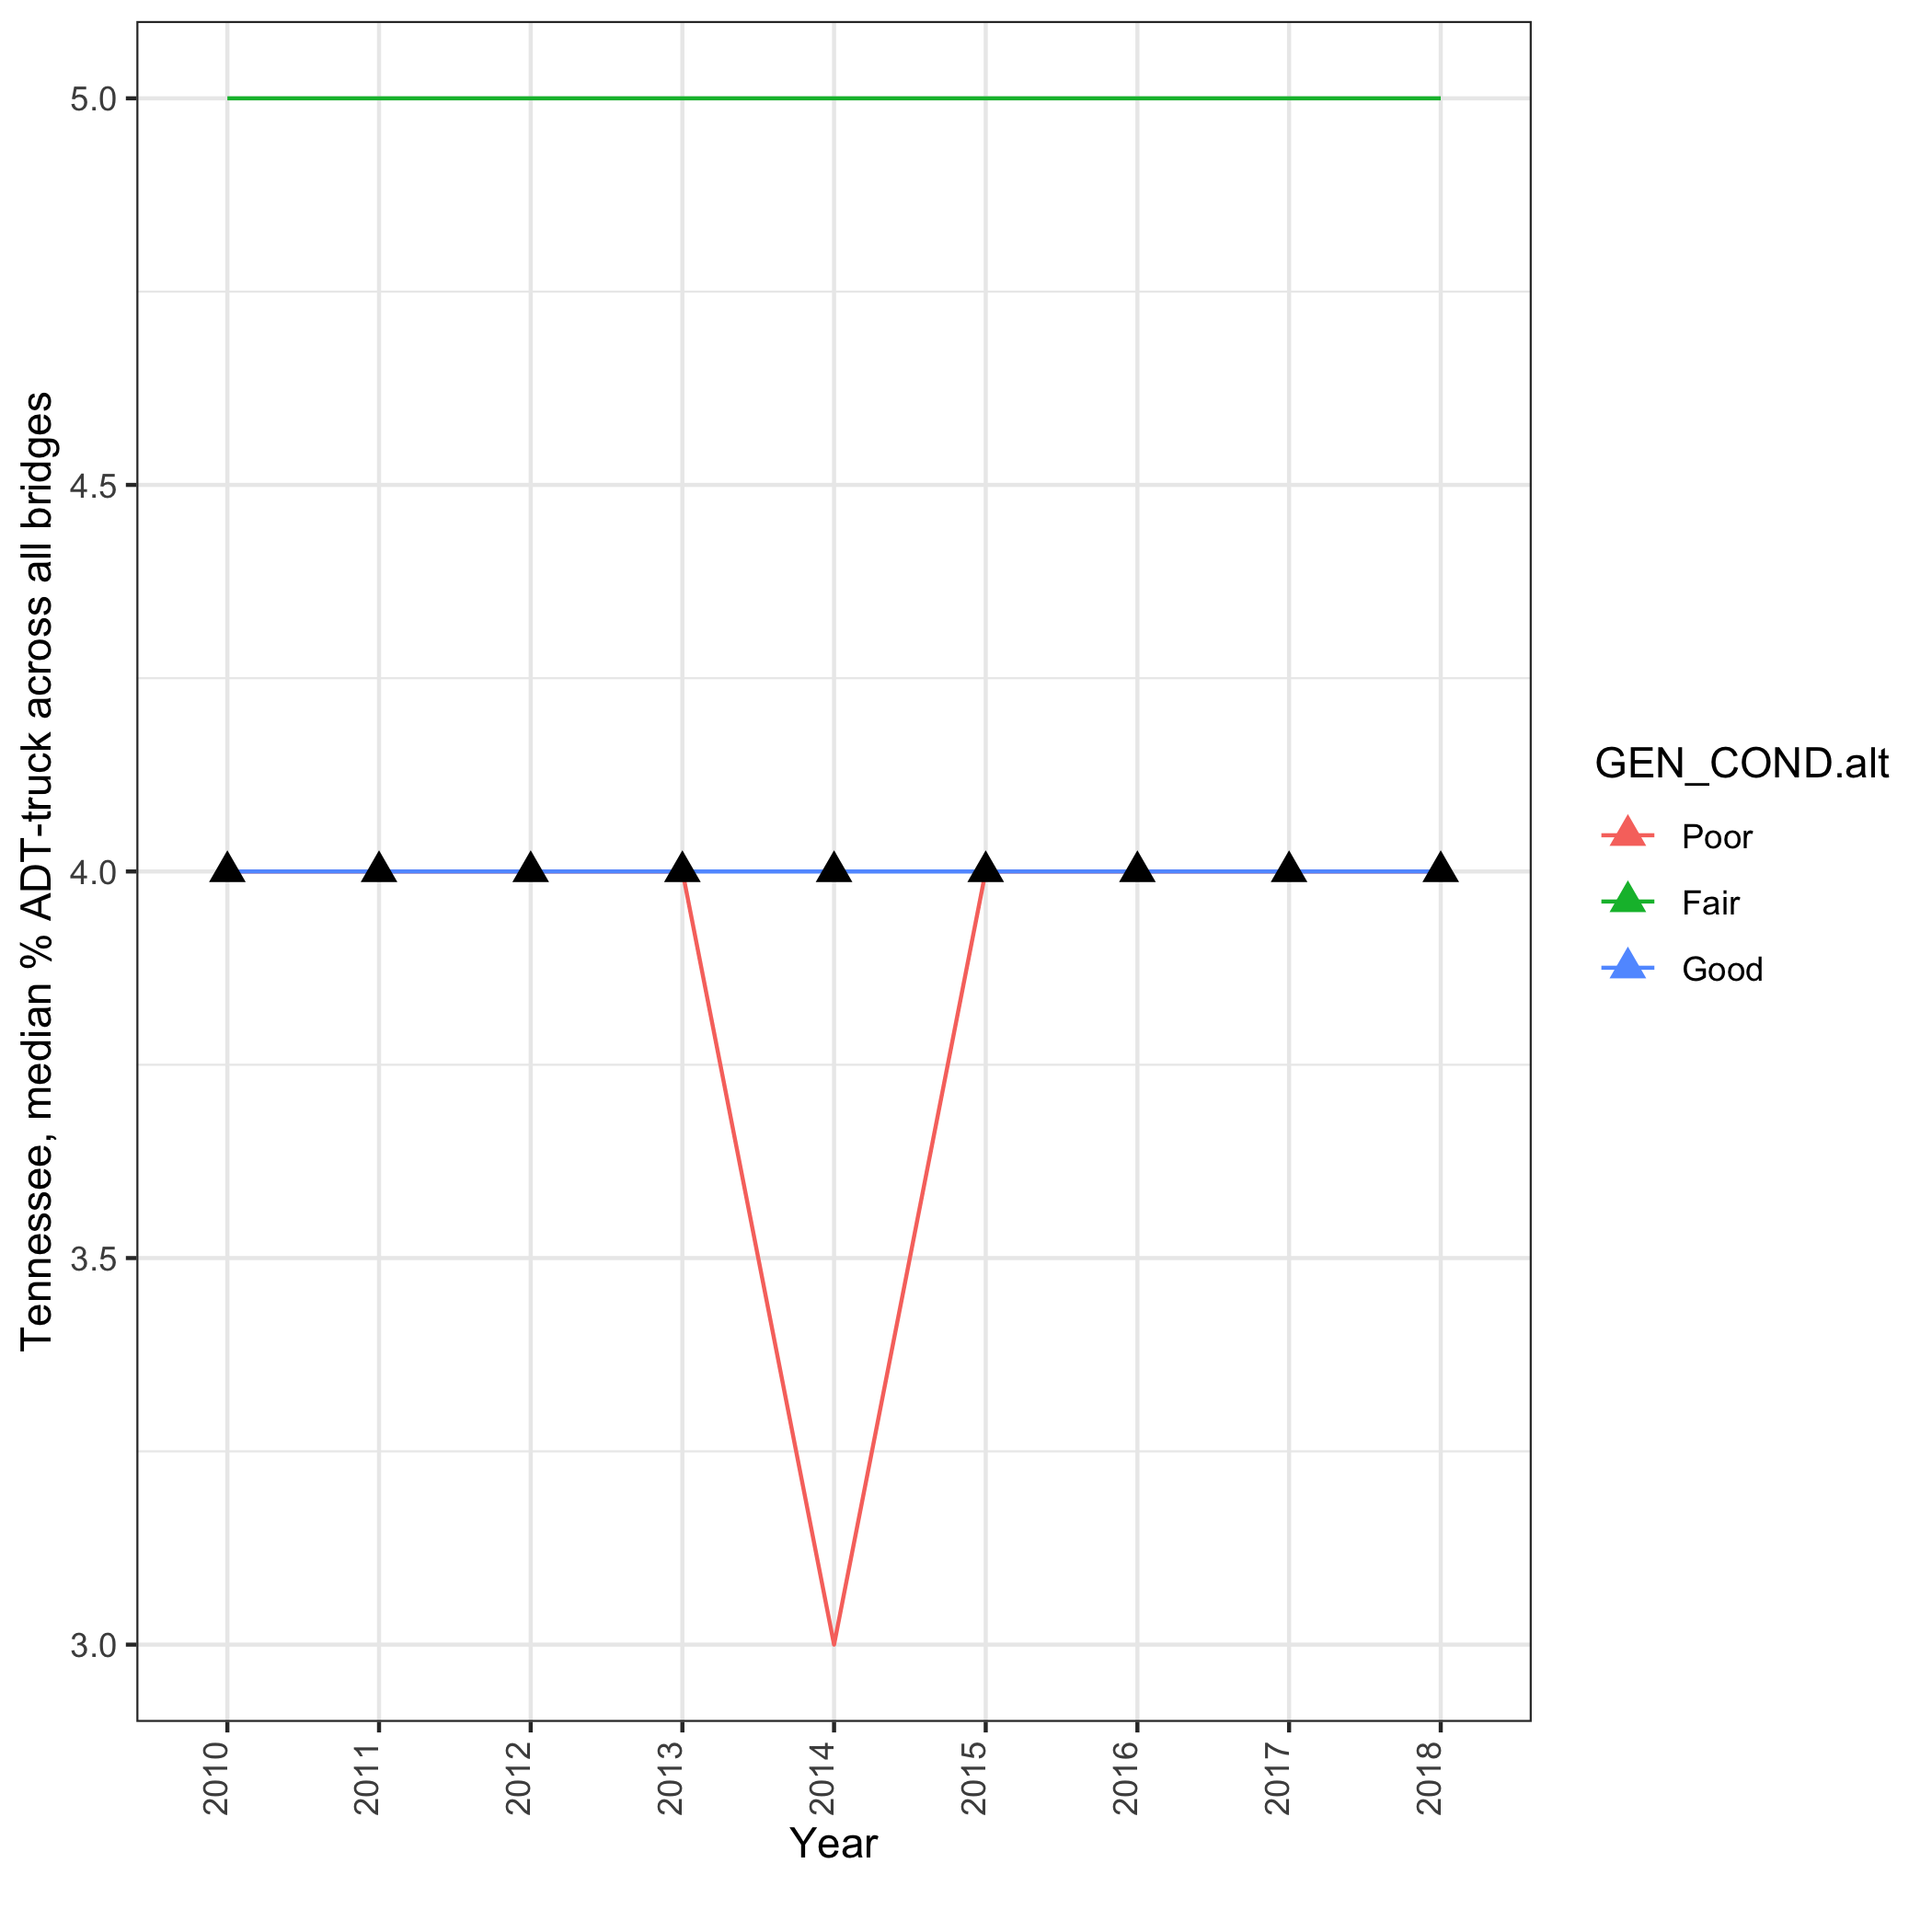 Tennessee, median % ADT-truck across all bridges
5.0
4.5
4.0
3.5
3.0
2010
2011
2012
2013
2014
2015
2016
2017
2018
Year
GEN_COND.alt
Poor
Fair
Good